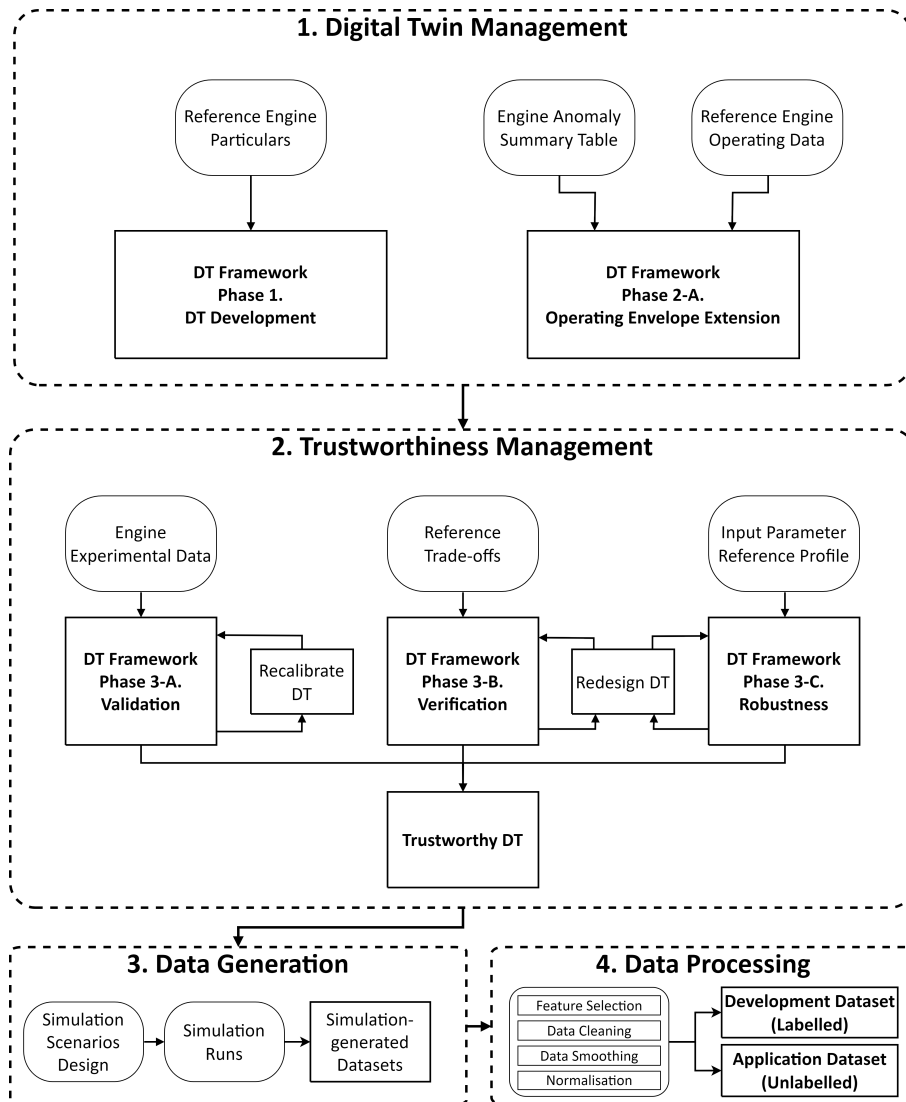 1. Digital Twin Management
Reference Engine
Particulars
Engine Anomaly
Summary Table
Reference Engine
Operating Data
DT Framework
Phase 1.
DT Development
DT Framework
Phase 2-A.
Operating Envelope Extension
2. Trustworthiness Management
Engine
Experimental Data
Reference
Trade-offs
Input Parameter
Reference Profile
DT Framework
Phase 3-A.
Validation
Recalibrate
DT
DT Framework
Phase 3-B.
Verification
Redesign DT
DT Framework
Phase 3-C.
Robustness
Trustworthy DT
3. Data Generation
Simulation
Scenarios
Design
Simulation
Runs
Simulation-
generated
Datasets
4. Data Processing
Feature Selection
Data Cleaning
Data Smoothing
Normalisation
Development Dataset
(Labelled)
Application Dataset
(Unlabelled)